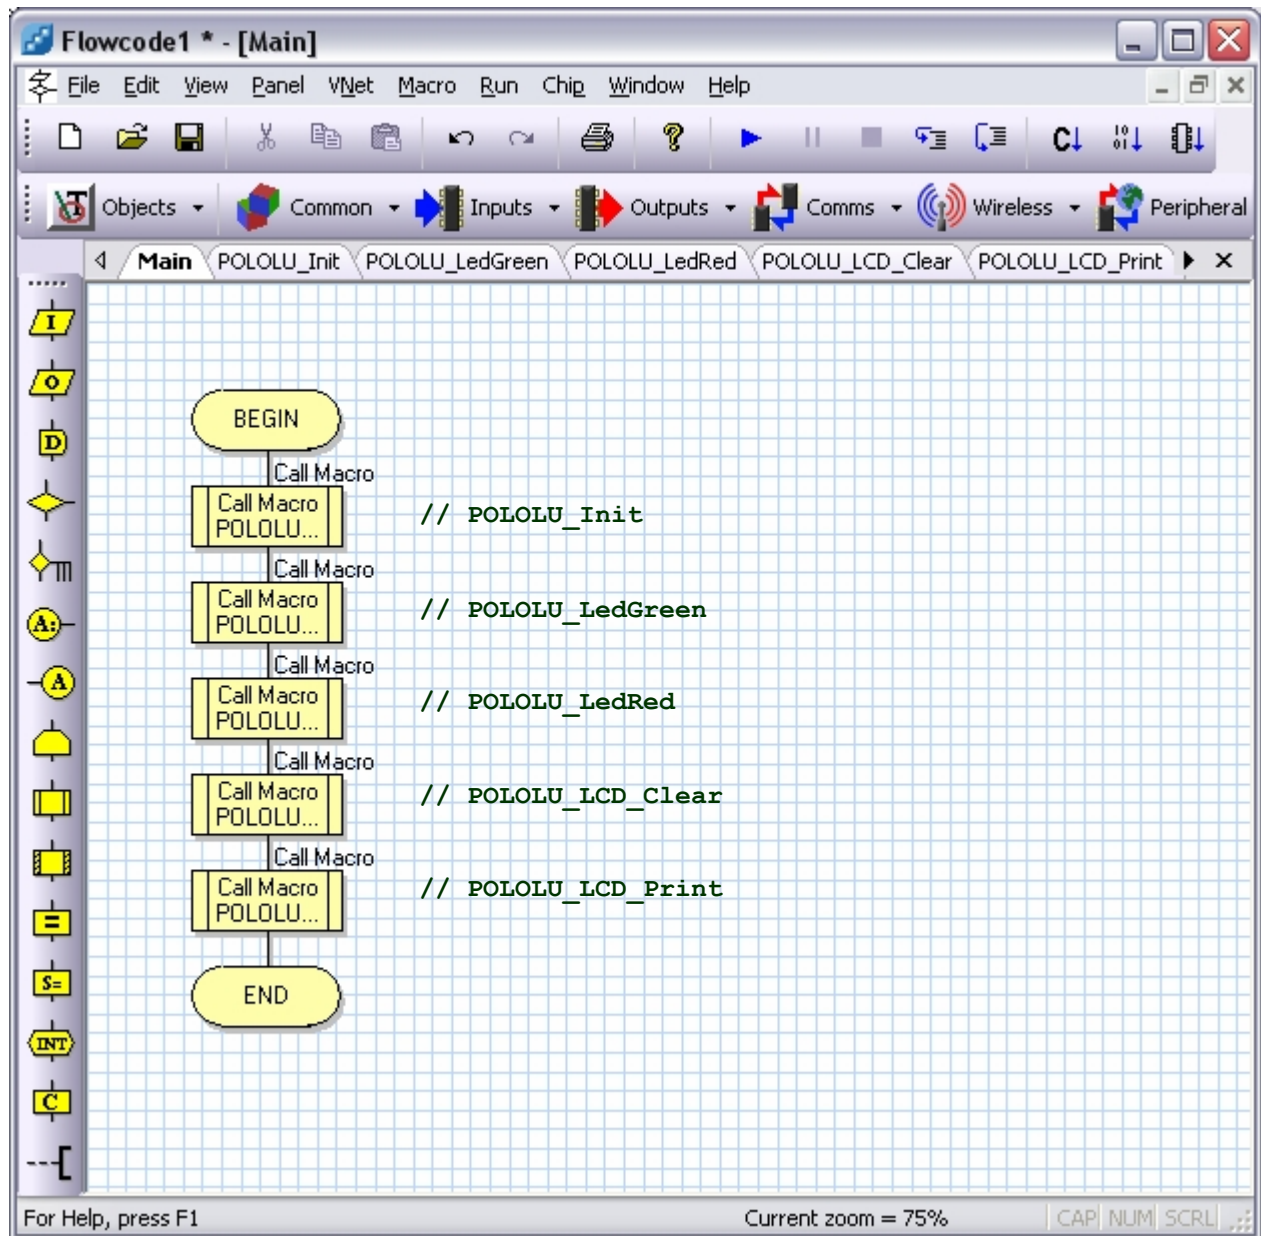 Flowcode1 * - [Main]
File Edit View Panel VNet Macro Run Chip Window Help
Objects Common Inputs Outputs Comms Wireless Peripheral
Main POLOLU_Init POLOLU_LedGreen POLOLU_LedRed POLOLU_LCD_Clear POLOLU_LCD_Print
BEGIN
Call Macro
Call Macro
POLOLU...
// POLOLU_Init
Call Macro
Call Macro
POLOLU...
// POLOLU_LedGreen
Call Macro
Call Macro
POLOLU...
// POLOLU_LedRed
Call Macro
Call Macro
POLOLU...
// POLOLU_LCD_Clear
Call Macro
Call Macro
POLOLU...
// POLOLU_LCD_Print
END
I
O
D
A:
A
=
S=
INT
C
For Help, press F1 Current zoom = 75% CAP NUM SCRL